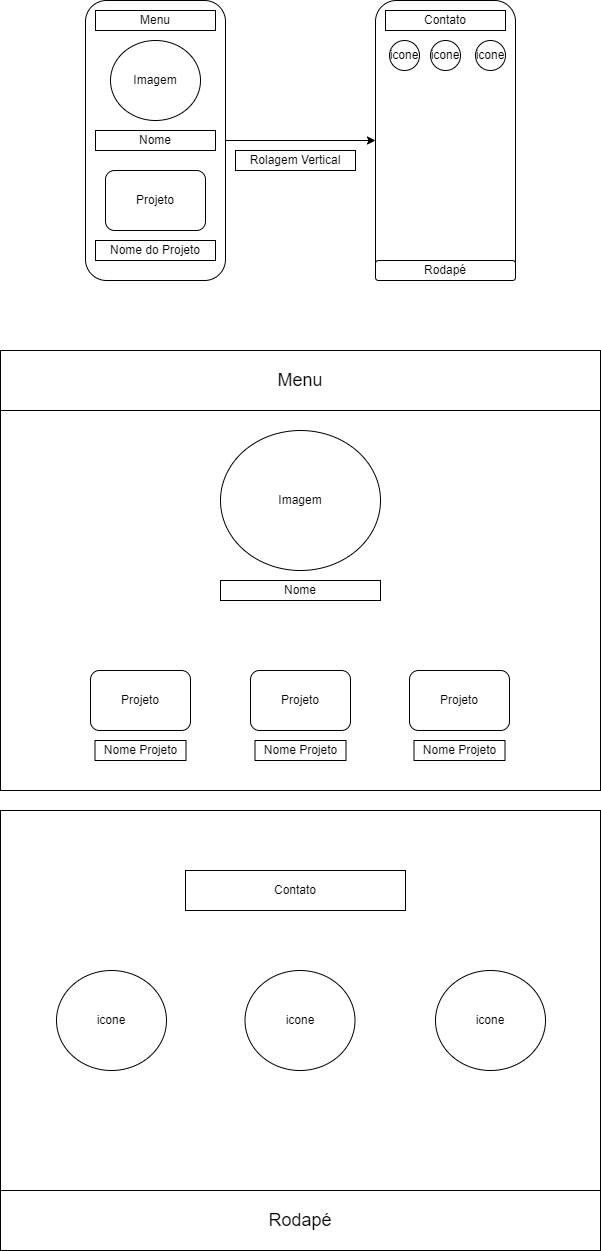 Menu
Imagem
Nome
Projeto
Nome do Projeto
Rolagem Vertical
Contato
icone
icone
icone
Rodapé
Menu
Imagem
Nome
Projeto
Projeto
Projeto
Nome Projeto
Nome Projeto
Nome Projeto
Contato
icone
icone
icone
Rodapé